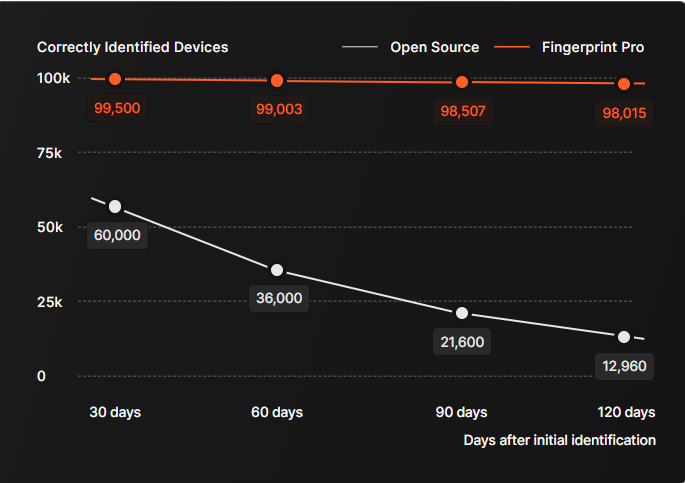 Correctly Identified Devices
Open Source
Fingerprint Pro
100k
99,500
99,003
98,507
98,015
75k
50k
60,000
36,000
25k
21,600
12,960
0
30 days
60 days
90 days
120 days
Days after initial identification